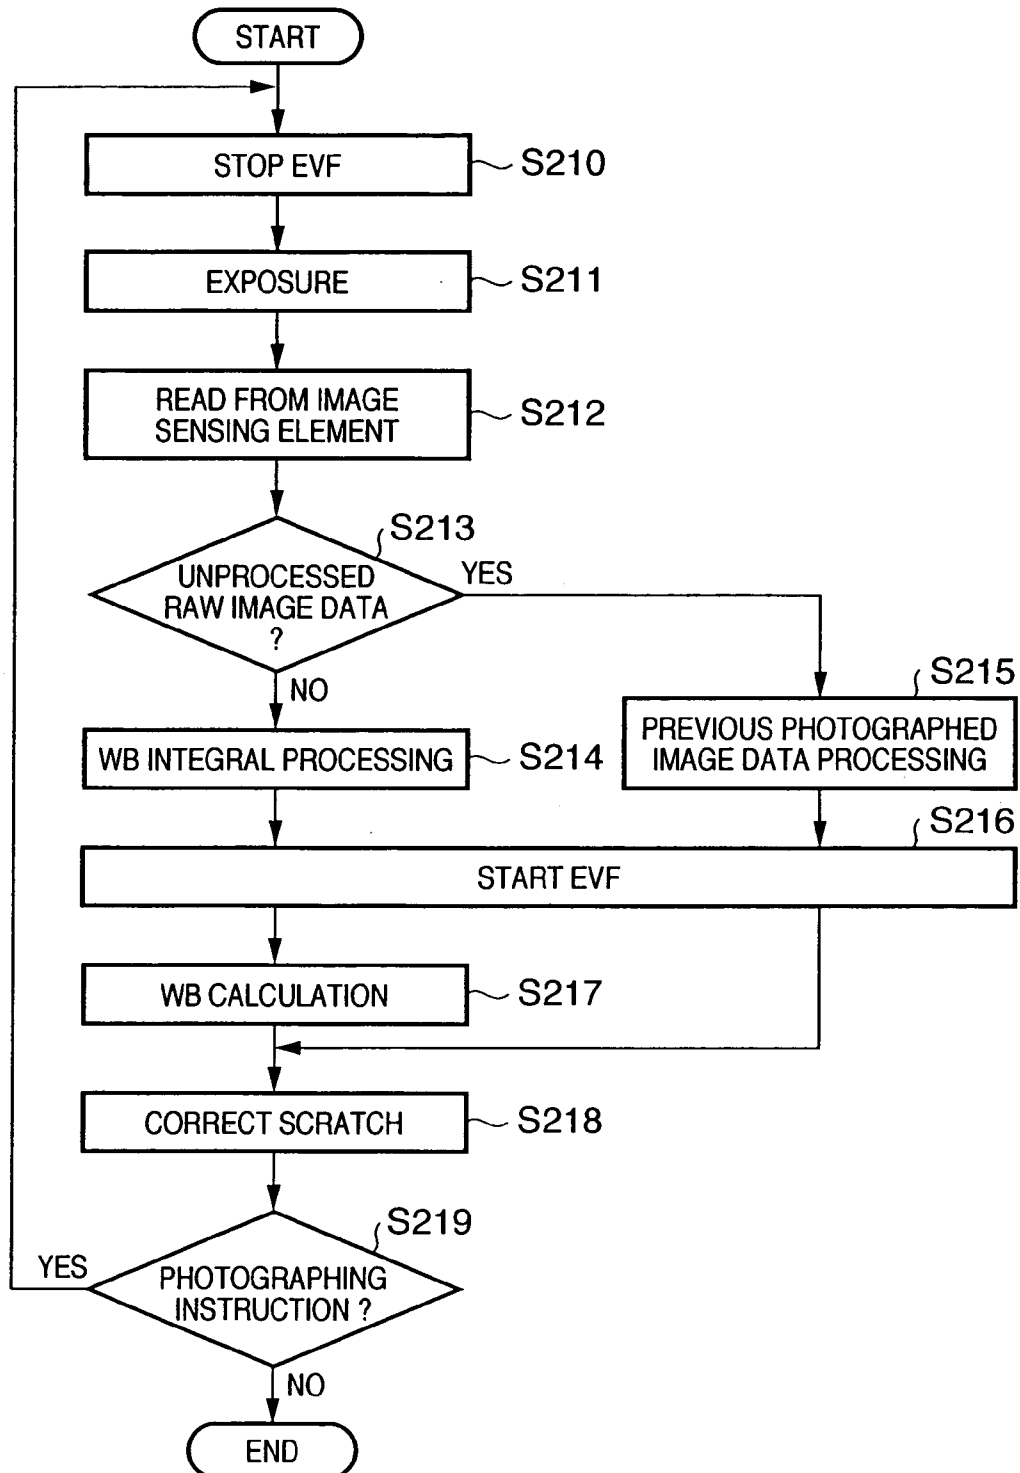 START
STOP EVF
S210
EXPOSURE
S211
READ FROM IMAGE
SENSING ELEMENT
S212
S213
UNPROCESSED
RAW IMAGE DATA
?
YES
NO
S215
PREVIOUS PHOTOGRAPHED
IMAGE DATA PROCESSING
WB INTEGRAL PROCESSING
S214
S216
START EVF
WB CALCULATION
S217
CORRECT SCRATCH
S218
S219
YES
PHOTOGRAPHING
INSTRUCTION ?
NO
END